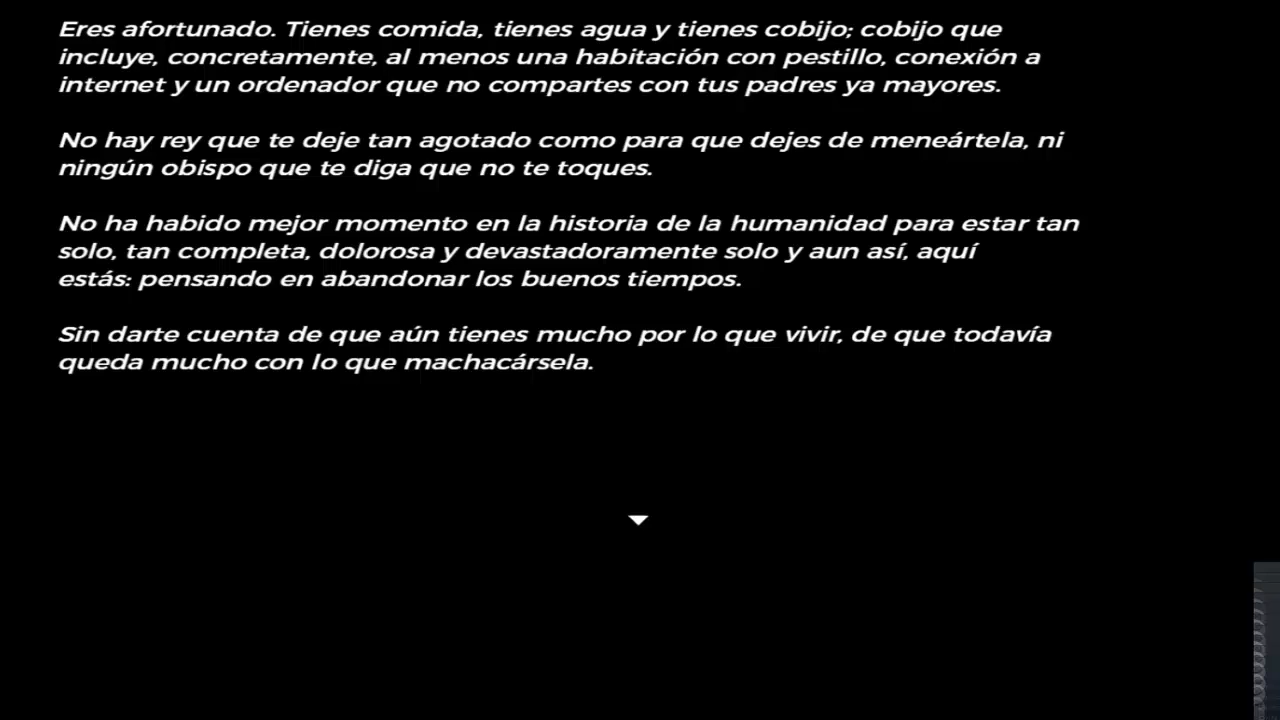 Eres afortunado. Tienes comida, tienes agua y tienes cobijo; cobijo que
incluye, concretamente, al menos una habitación con pestillo, conexión a
internet y un ordenador que no compartes con tus padres ya mayores.
No hay rey que te deje tan agotado como para que dejes de meneártela, ni
ningún obispo que te diga que no te toques.
No ha habido mejor momento en la historia de la humanidad para estar tan
solo, tan completa, dolorosa y devastadoramente solo y aun así, aquí
estás: pensando en abandonar los buenos tiempos.
Sin darte cuenta de que aún tienes mucho por lo que vivir, de que todavía
queda mucho con lo que machacársela.